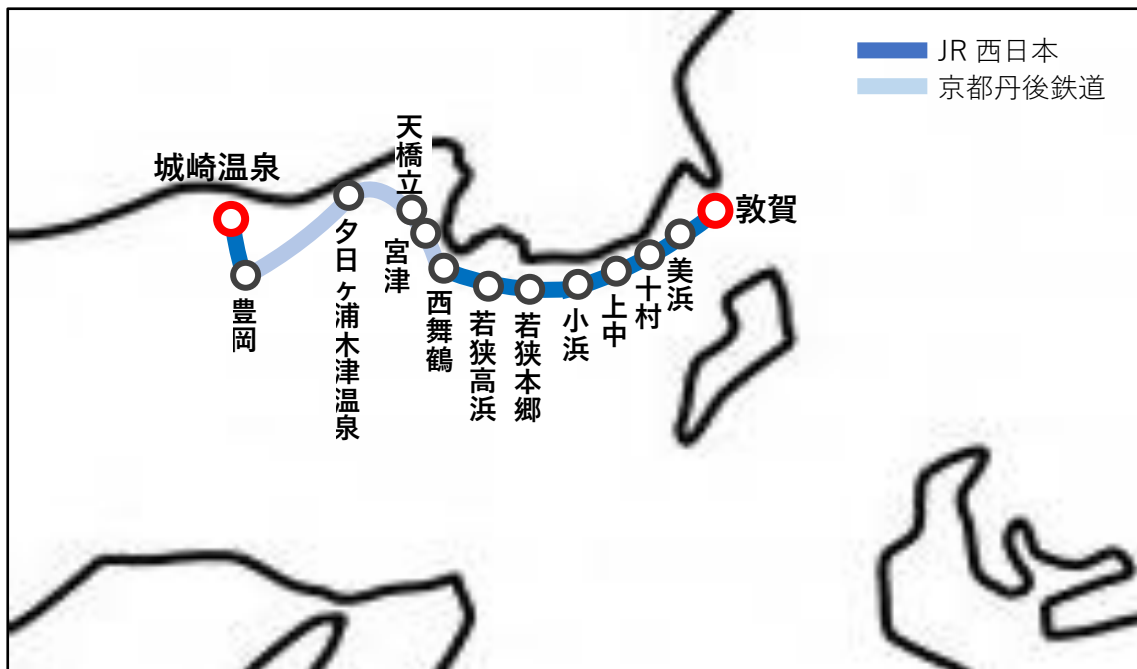 JR 西日本
京都丹後鉄道
城崎温泉
豊岡
夕日ヶ浦木津温泉
天橋立
宮津
西舞鶴
若狭高浜
若狭本郷
小浜
上中
十村
美浜
敦賀